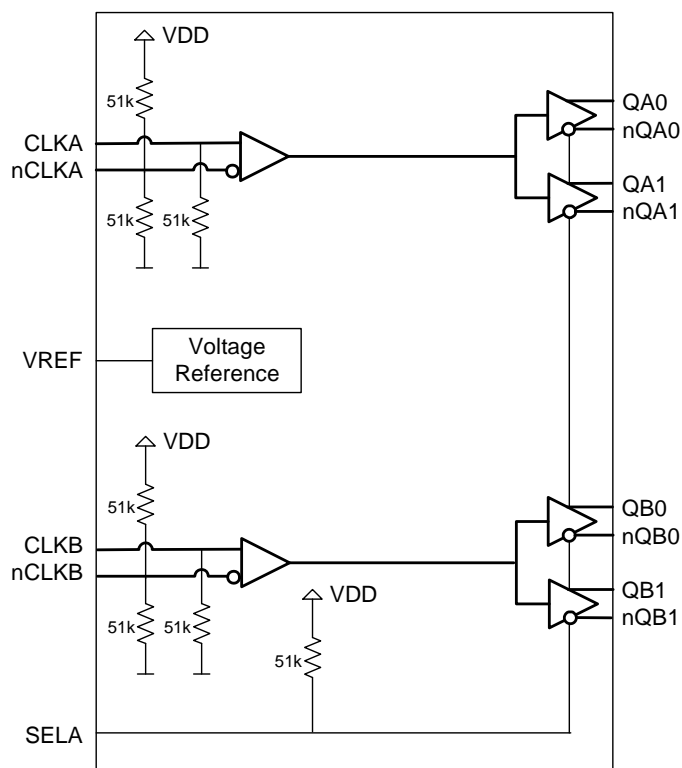 VDD
51k
QA0
CLKA
nQA0
nCLKA
QA1
51k
51k
nQA1
VREF
Voltage
Reference
VDD
51k
QB0
CLKB
nQB0
nCLKB
VDD
QB1
51k
51k
nQB1
51k
SELA